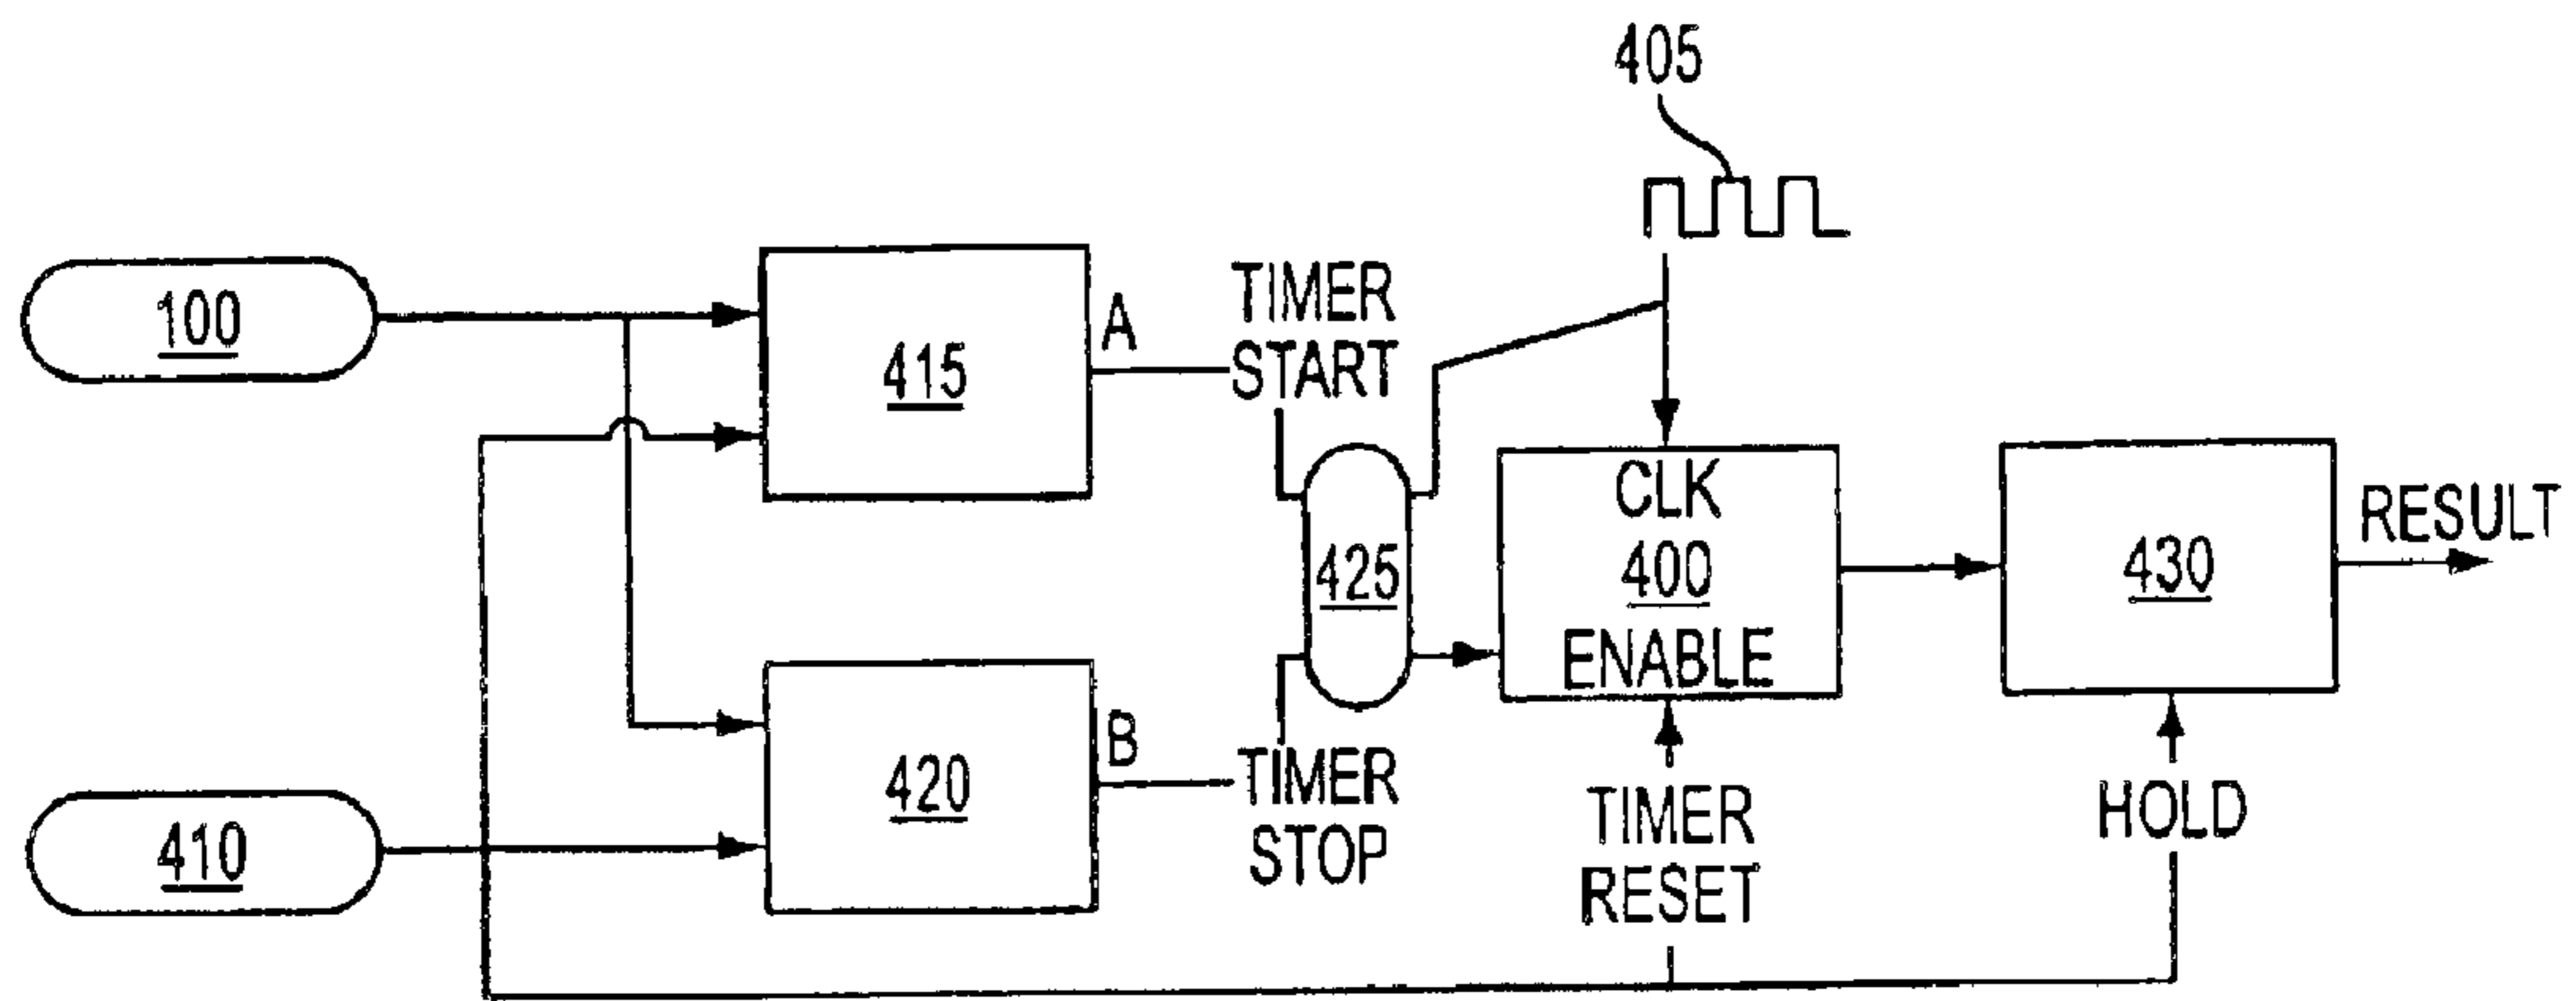 405
100
415
A
TIMER
START
425
CLK
400
ENABLE
430
RESULT
410
420
B
TIMER
STOP
TIMER
RESET
HOLD